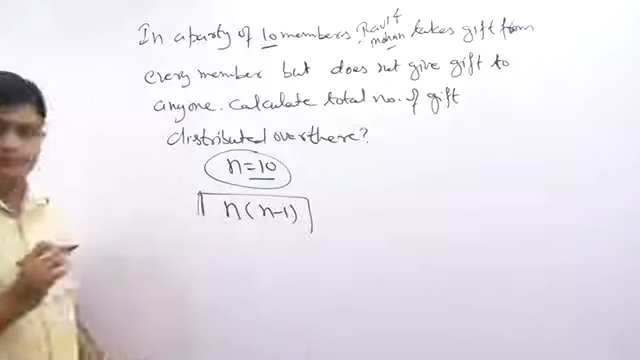 In a party of 10 members, Ravi & mohan takes gift from
every member but does not give gift to
anyone. Calculate total no. of gift
distributed over there?
n=10
n(n-1)